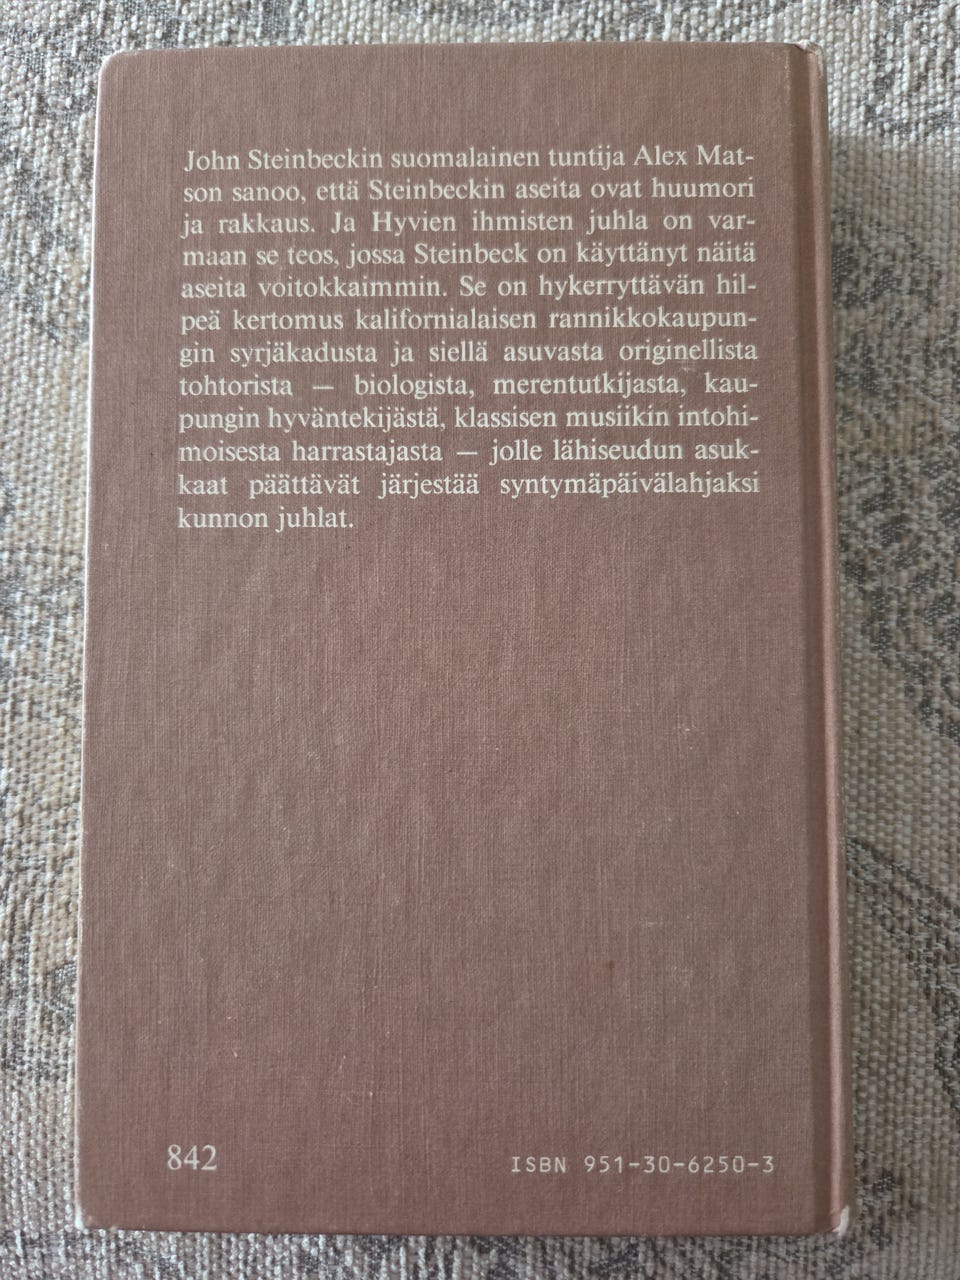 John Steinbeckin suomalainen tuntija Alex Mat-
son sanoo, että Steinbeckin aseita ovat huumori
ja rakkaus. Ja Hyvien ihmisten juhla on var-
maan se teos, jossa Steinbeck on käyttänyt näitä
aseita voitokkaimmin. Se on hykerryttävän hil-
peä kertomus kalifornialaisen rannikkokaupun-
gin syrjäkadusta ja siellä asuvasta originellista
tohtorista — biologista, merentutkijasta, kau-
pungin hyväntekijästä, klassisen musiikin intohi-
moisesta harrastajasta — jolle lähiseudun asuk-
kaat päättävät järjestää syntymäpäivälahjaksi
kunnon juhlat.
842
ISBN 951-30-6250-3